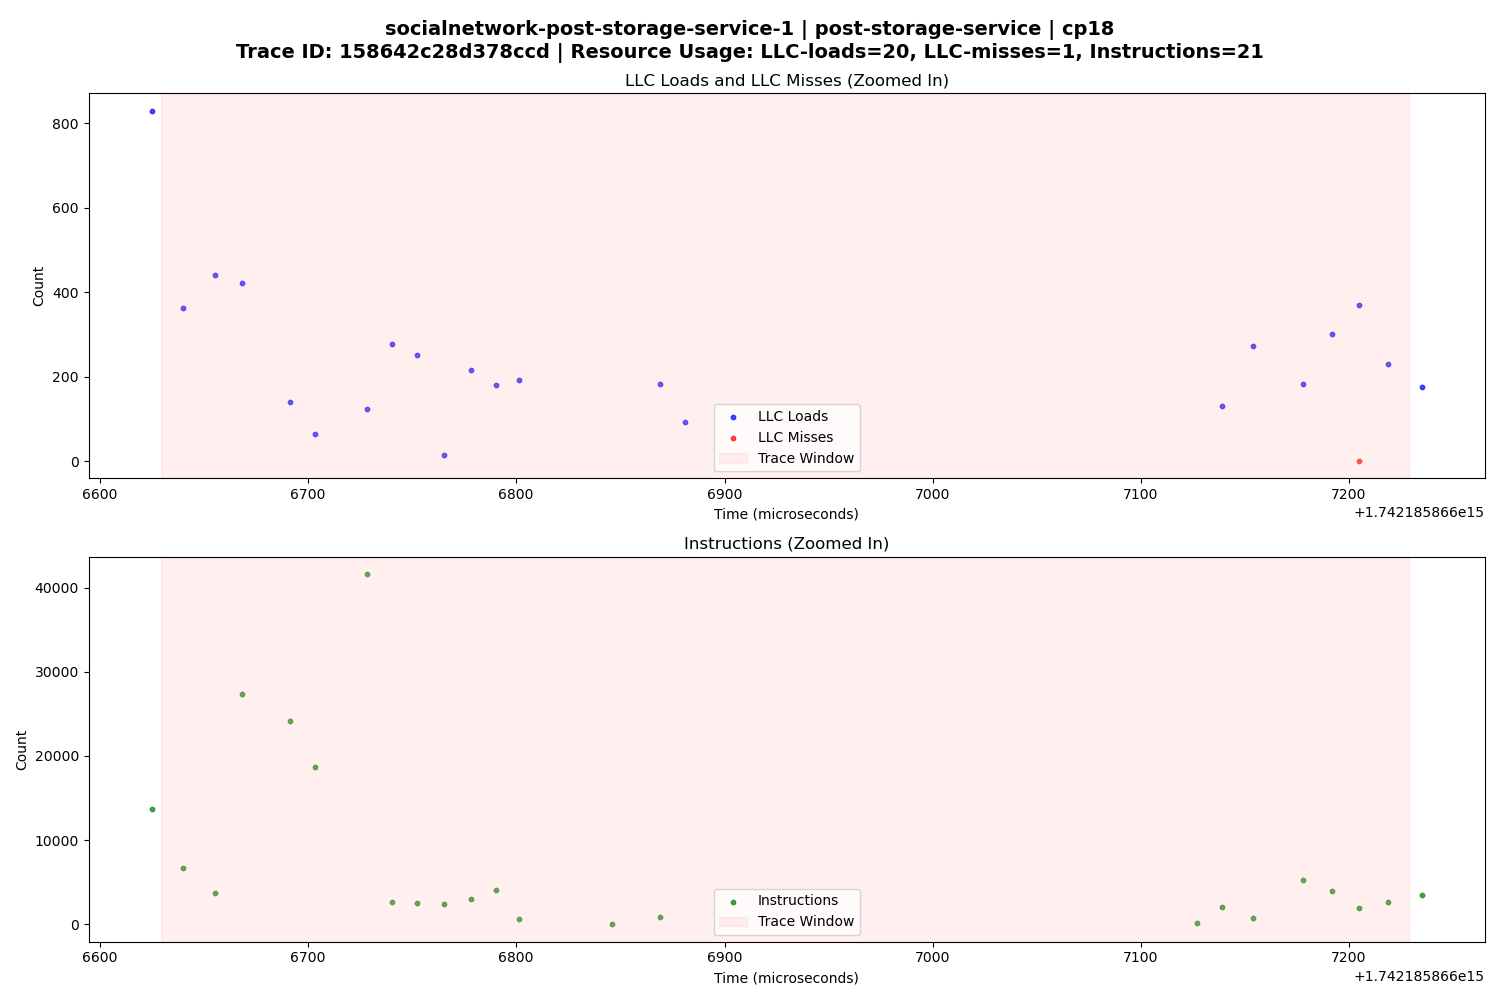 socialnetwork-post-storage-service-1 | post-storage-service | cp18
Trace ID: 158642c28d378ccd | Resource Usage: LLC-loads=20, LLC-misses=1, Instructions=21
LLC Loads and LLC Misses (Zoomed In)
800
600
400
200
0
Count
LLC Loads
LLC Misses
Trace Window
6600 6700 6800 6900 7000 7100 7200
Time (microseconds)
+1.742185866e15
Instructions (Zoomed In)
40000
30000
20000
10000
0
Count
Instructions
Trace Window
6600 6700 6800 6900 7000 7100 7200
Time (microseconds)
+1.742185866e15